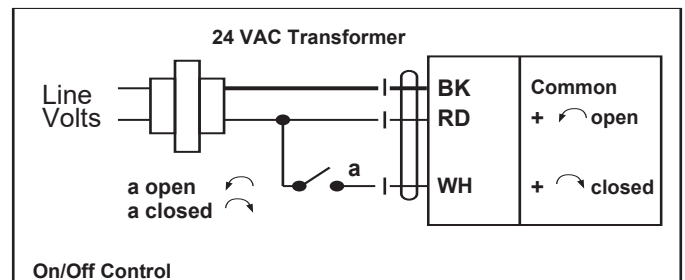 24 VAC Transformer
Line
Volts
BK
Common
RD
+ open
a
WH
+ closed
a open
a closed
On/Off Control